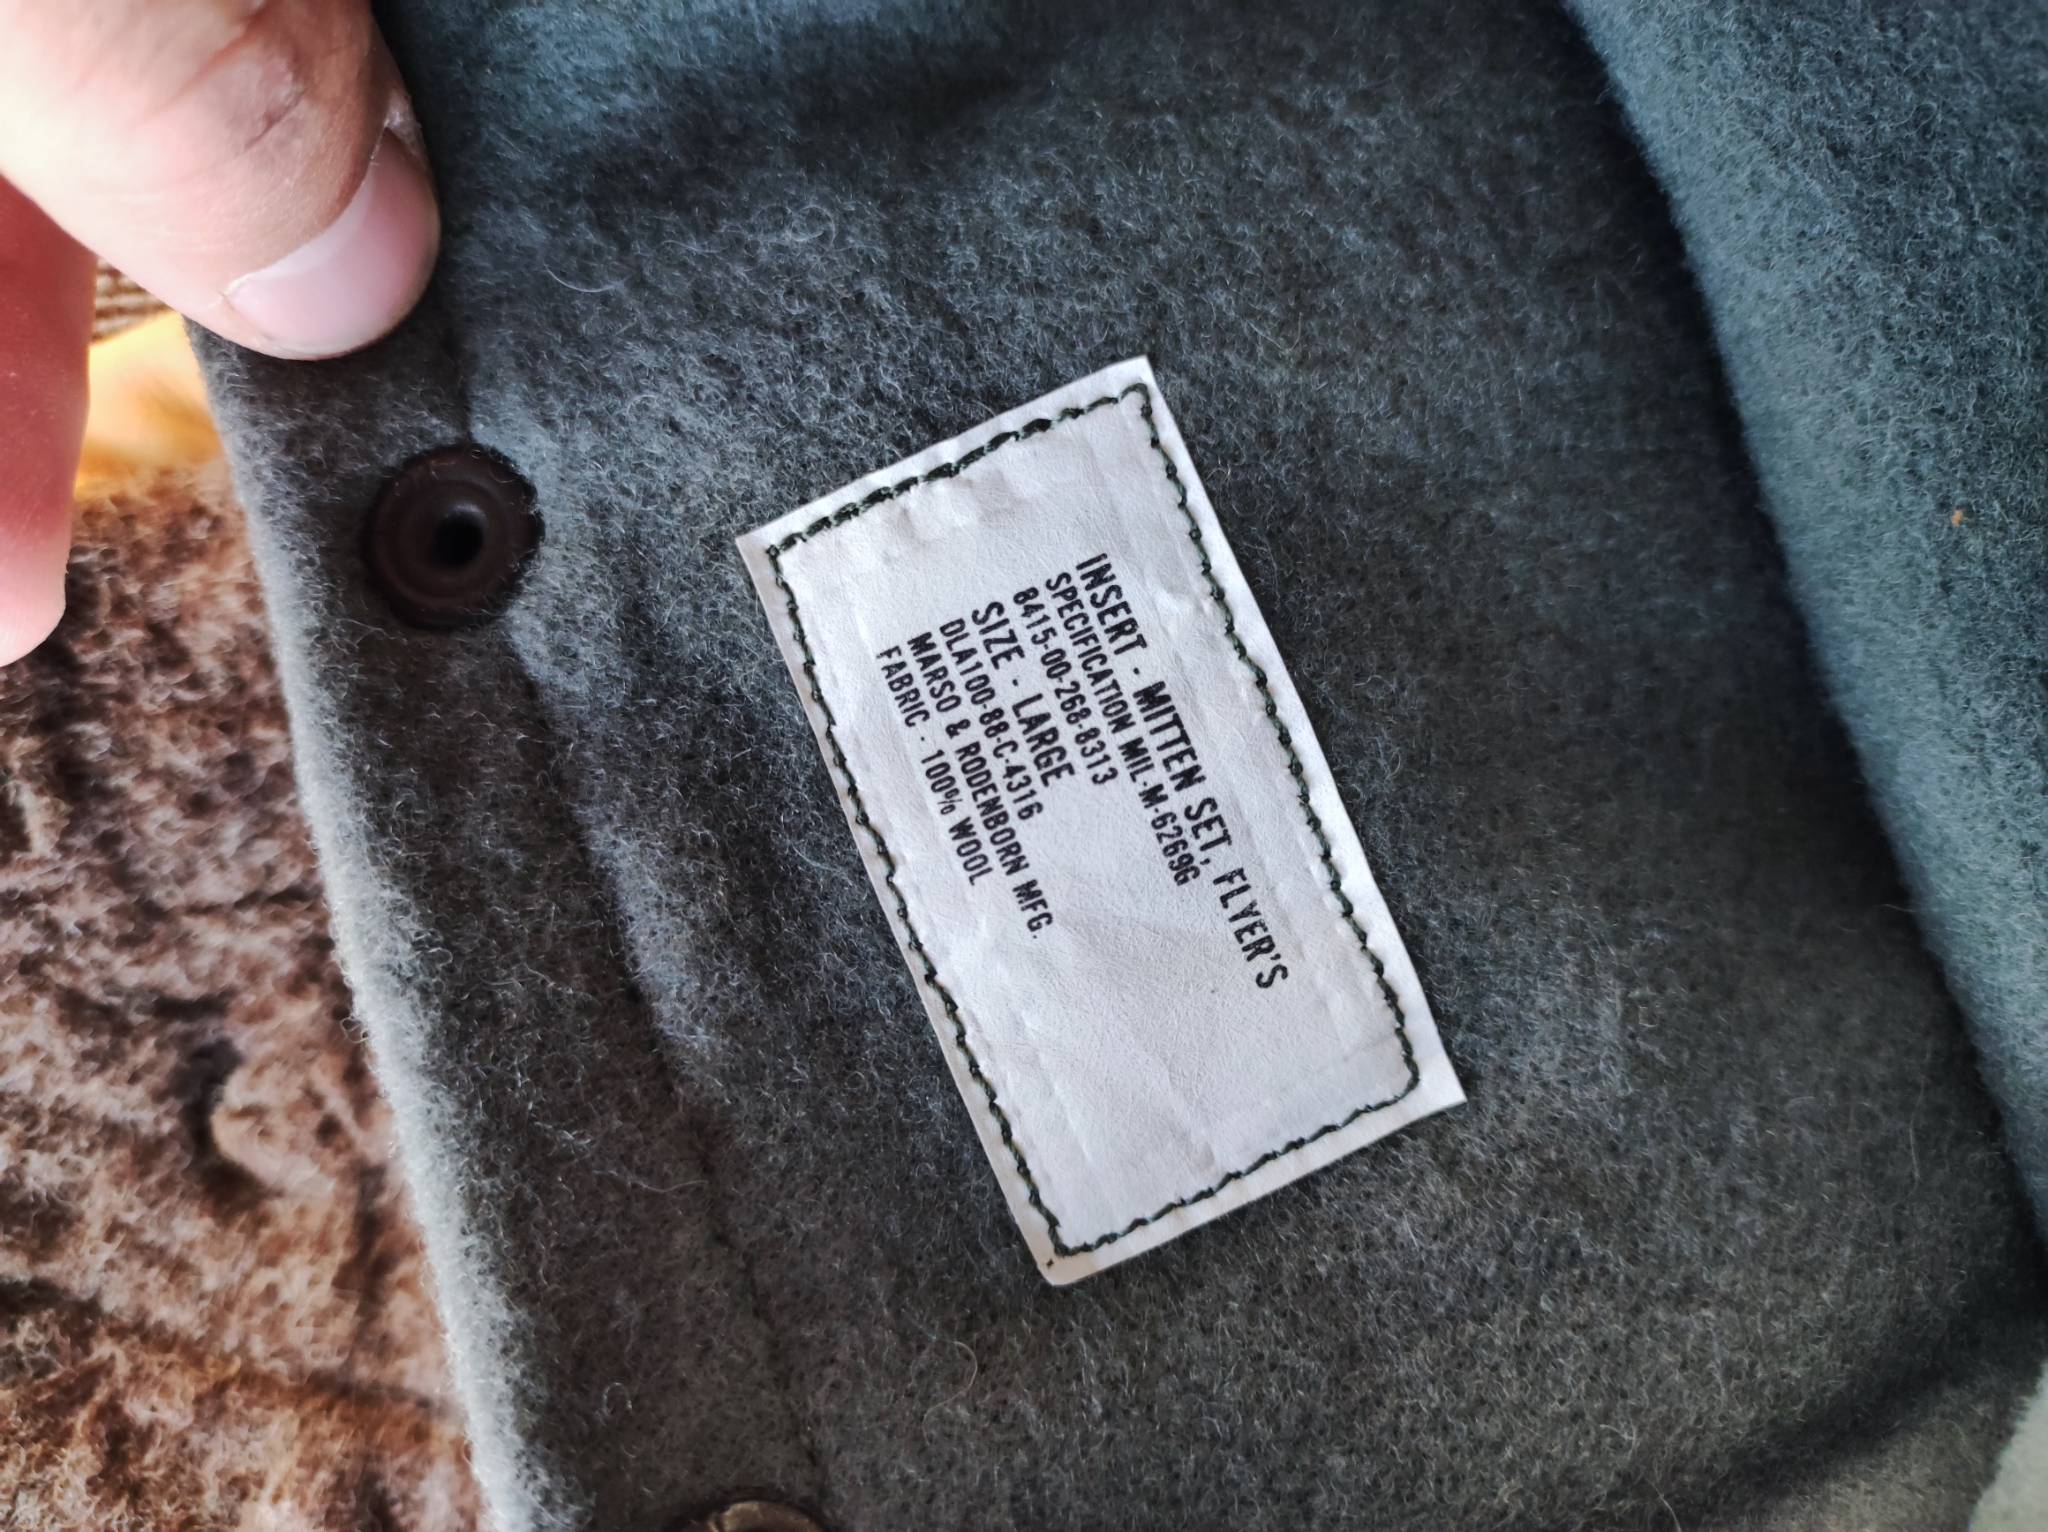 INSERT - MITTEN SET, FLYER'S
SPECIFICATION MIL-M-6269G
8415-00-268-8313
SIZE - LARGE
DLA100-88-C-4316
MARSO & RODENBORN MFG.
FABRIC - 100% WOOL